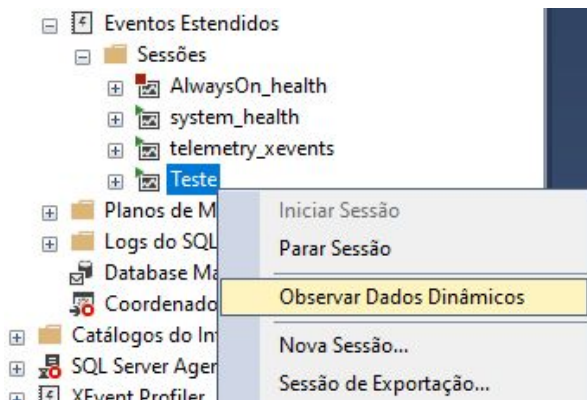 Eventos Estendidos
Sessões
AlwaysOn_health
system_health
telemetry_xevents
Teste
Planos de M
Iniciar Sessão
Logs do SQL
Parar Sessão
Database Ma
Coordenado
Observar Dados Dinâmicos
Catálogos do In
Nova Sessão...
SQL Server Agen
Sessão de Exportação...
XEvent Profiler